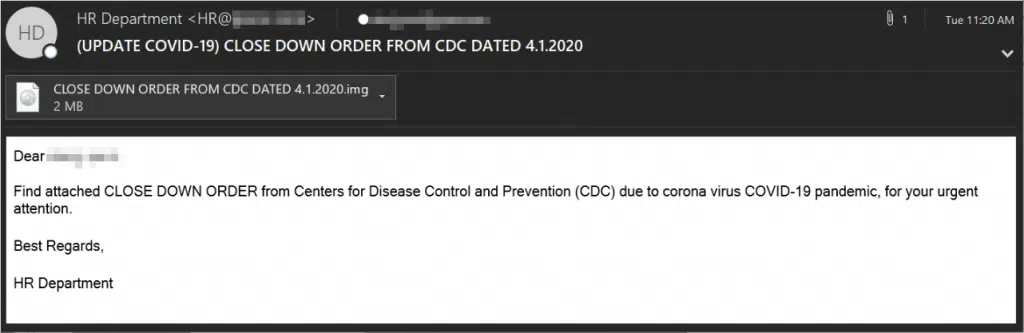 HD
HR Department <HR@ >
1
Tue 11:20 AM
(UPDATE COVID-19) CLOSE DOWN ORDER FROM CDC DATED 4.1.2020
CLOSE DOWN ORDER FROM CDC DATED 4.1.2020.img
2 MB
Dear
Find attached CLOSE DOWN ORDER from Centers for Disease Control and Prevention (CDC) due to corona virus COVID-19 pandemic, for your urgent
attention.
Best Regards,
HR Department